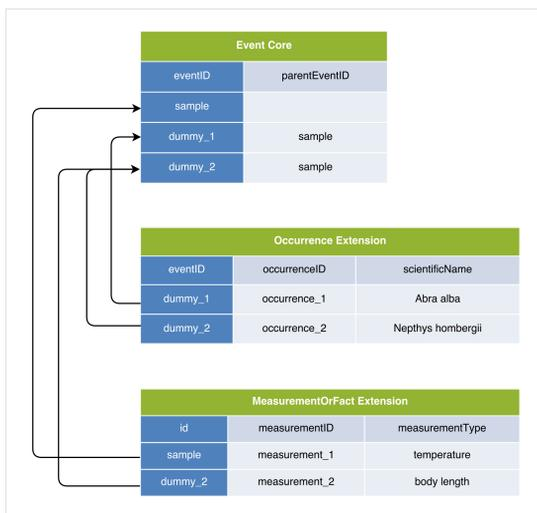 Event Core
eventID parentEventID
sample
dummy_1 sample
dummy_2 sample
Occurrence Extension
eventID occurrenceID scientificName
dummy_1 occurrence_1 Abra alba
dummy_2 occurrence_2 Nepthys hombergii
MeasurementOrFact Extension
id measurementID measurementType
sample measurement_1 temperature
dummy_2 measurement_2 body length